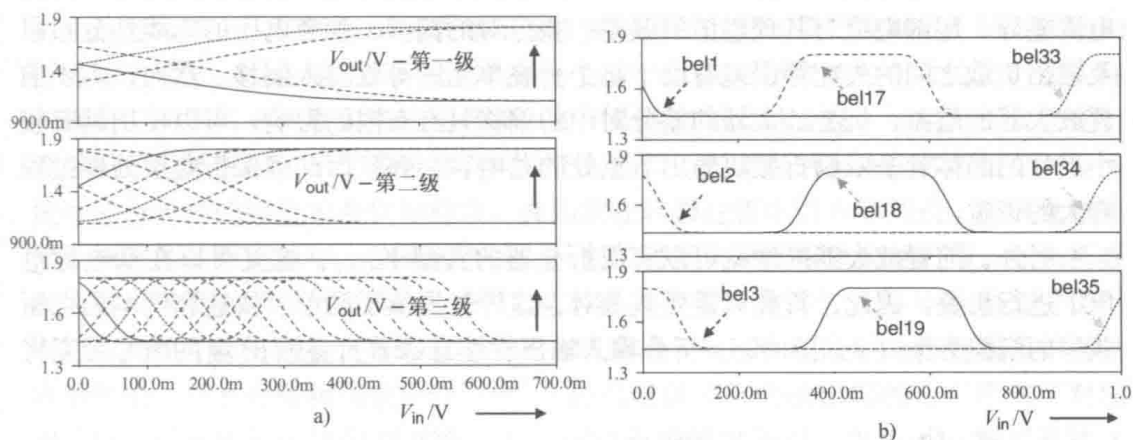 1.9
V_out/V－第一级
1.4
900.0m
1.9
V_out/V－第二级
1.4
900.0m
1.9
V_out/V－第三级
1.6
1.3
0.0 100.0m 200.0m 300.0m 400.0m 500.0m 600.0m 700.0m
V_in/V
a)
1.9
bel1
bel17
bel33
1.6
1.3
1.9
bel2
bel18
bel34
1.6
1.3
1.9
bel3
bel19
bel35
1.6
1.3
0.0 200.0m 400.0m 600.0m 800.0m 1.0
V_in/V
b)